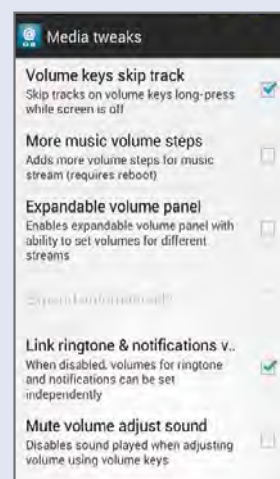 Media tweaks
Volume keys skip track
Skip tracks on volume keys long-press
while screen is off
More music volume steps
Adds more volume steps for music
stream (requires reboot)
Expandable volume panel
Enables expandable volume panel with
ability to set volumes for different
streams
Link ringtone & notifications v..
When disabled, volumes for ringtone
and notifications can be set
independently
Mute volume adjust sound
Disables sound played when adjusting
volume using volume keys